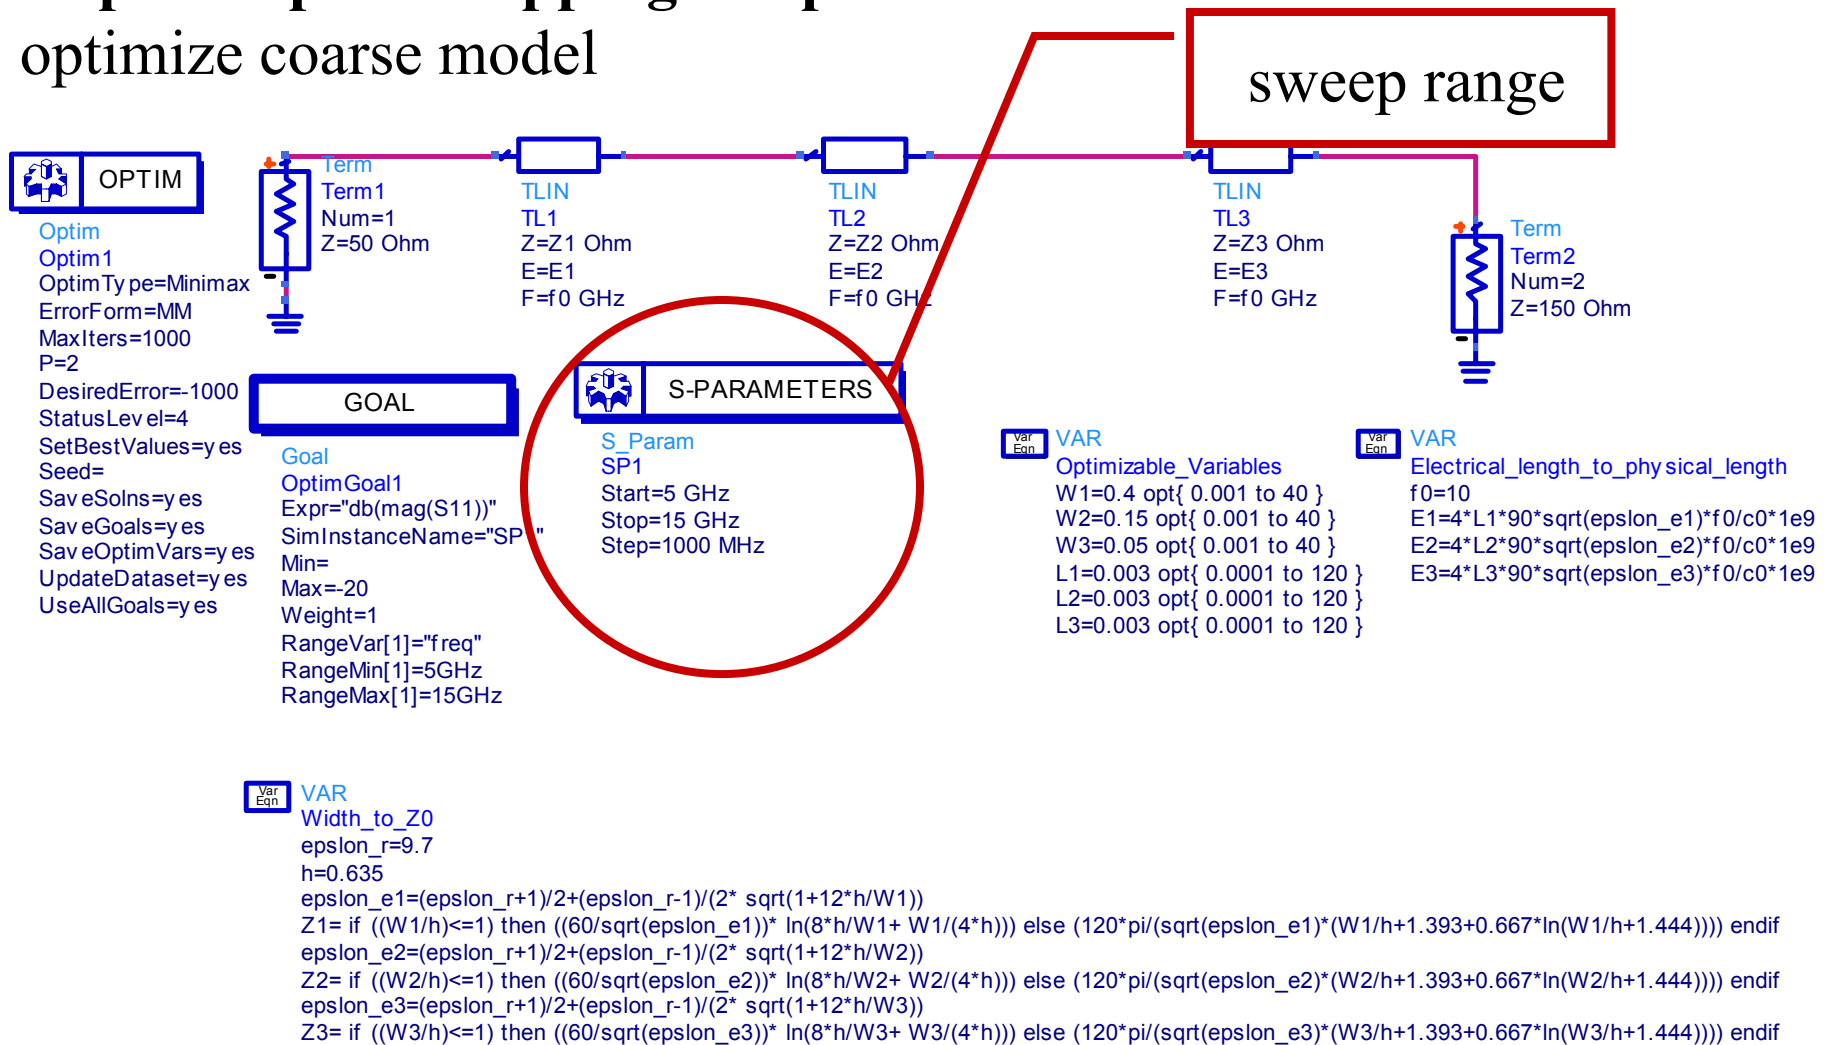 optimize coarse model
sweep range
OPTIM
Optim
Optim1
OptimType=Minimax
ErrorForm=MM
MaxIters=1000
P=2
DesiredError=-1000
StatusLevel=4
SetBestValues=yes
Seed=
SaveSolns=yes
SaveGoals=yes
SaveOptimVars=yes
UpdateDataset=yes
UseAllGoals=yes
Term
Term1
Num=1
Z=50 Ohm
TLIN
TL1
Z=Z1 Ohm
E=E1
F=f0 GHz
TLIN
TL2
Z=Z2 Ohm
E=E2
F=f0 GHz
TLIN
TL3
Z=Z3 Ohm
E=E3
F=f0 GHz
Term
Term2
Num=2
Z=150 Ohm
GOAL
Goal
OptimGoal1
Expr="db(mag(S11))"
SimInstanceName="SP1"
Min=
Max=-20
Weight=1
RangeVar[1]="freq"
RangeMin[1]=5GHz
RangeMax[1]=15GHz
S-PARAMETERS
S_Param
SP1
Start=5 GHz
Stop=15 GHz
Step=1000 MHz
Var
Eqn
VAR
Optimizable_Variables
W1=0.4 opt{ 0.001 to 40 }
W2=0.15 opt{ 0.001 to 40 }
W3=0.05 opt{ 0.001 to 40 }
L1=0.003 opt{ 0.0001 to 120 }
L2=0.003 opt{ 0.0001 to 120 }
L3=0.003 opt{ 0.0001 to 120 }
Var
Eqn
VAR
Electrical_length_to_physical_length
f0=10
E1=4*L1*90*sqrt(epslon_e1)*f0/c0*1e9
E2=4*L2*90*sqrt(epslon_e2)*f0/c0*1e9
E3=4*L3*90*sqrt(epslon_e3)*f0/c0*1e9
Var
Eqn
VAR
Width_to_Z0
epslon_r=9.7
h=0.635
epslon_e1=(epslon_r+1)/2+(epslon_r-1)/(2* sqrt(1+12*h/W1))
Z1= if ((W1/h)<=1) then ((60/sqrt(epslon_e1))* ln(8*h/W1+ W1/(4*h))) else (120*pi/(sqrt(epslon_e1)*(W1/h+1.393+0.667*ln(W1/h+1.444)))) endif
epslon_e2=(epslon_r+1)/2+(epslon_r-1)/(2* sqrt(1+12*h/W2))
Z2= if ((W2/h)<=1) then ((60/sqrt(epslon_e2))* ln(8*h/W2+ W2/(4*h))) else (120*pi/(sqrt(epslon_e2)*(W2/h+1.393+0.667*ln(W2/h+1.444)))) endif
epslon_e3=(epslon_r+1)/2+(epslon_r-1)/(2* sqrt(1+12*h/W3))
Z3= if ((W3/h)<=1) then ((60/sqrt(epslon_e3))* ln(8*h/W3+ W3/(4*h))) else (120*pi/(sqrt(epslon_e3)*(W3/h+1.393+0.667*ln(W3/h+1.444)))) endif